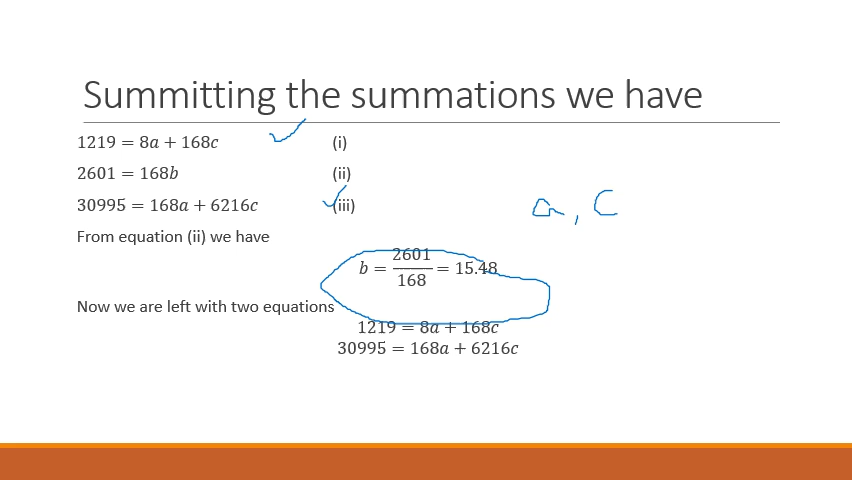 Summitting the summations we have
1219 = 8a + 168c (i)
2601 = 168b (ii)
30995 = 168a + 6216c (iii)
a, c
From equation (ii) we have
b = 2601/168 = 15.48
Now we are left with two equations
1219 = 8a + 168c
30995 = 168a + 6216c